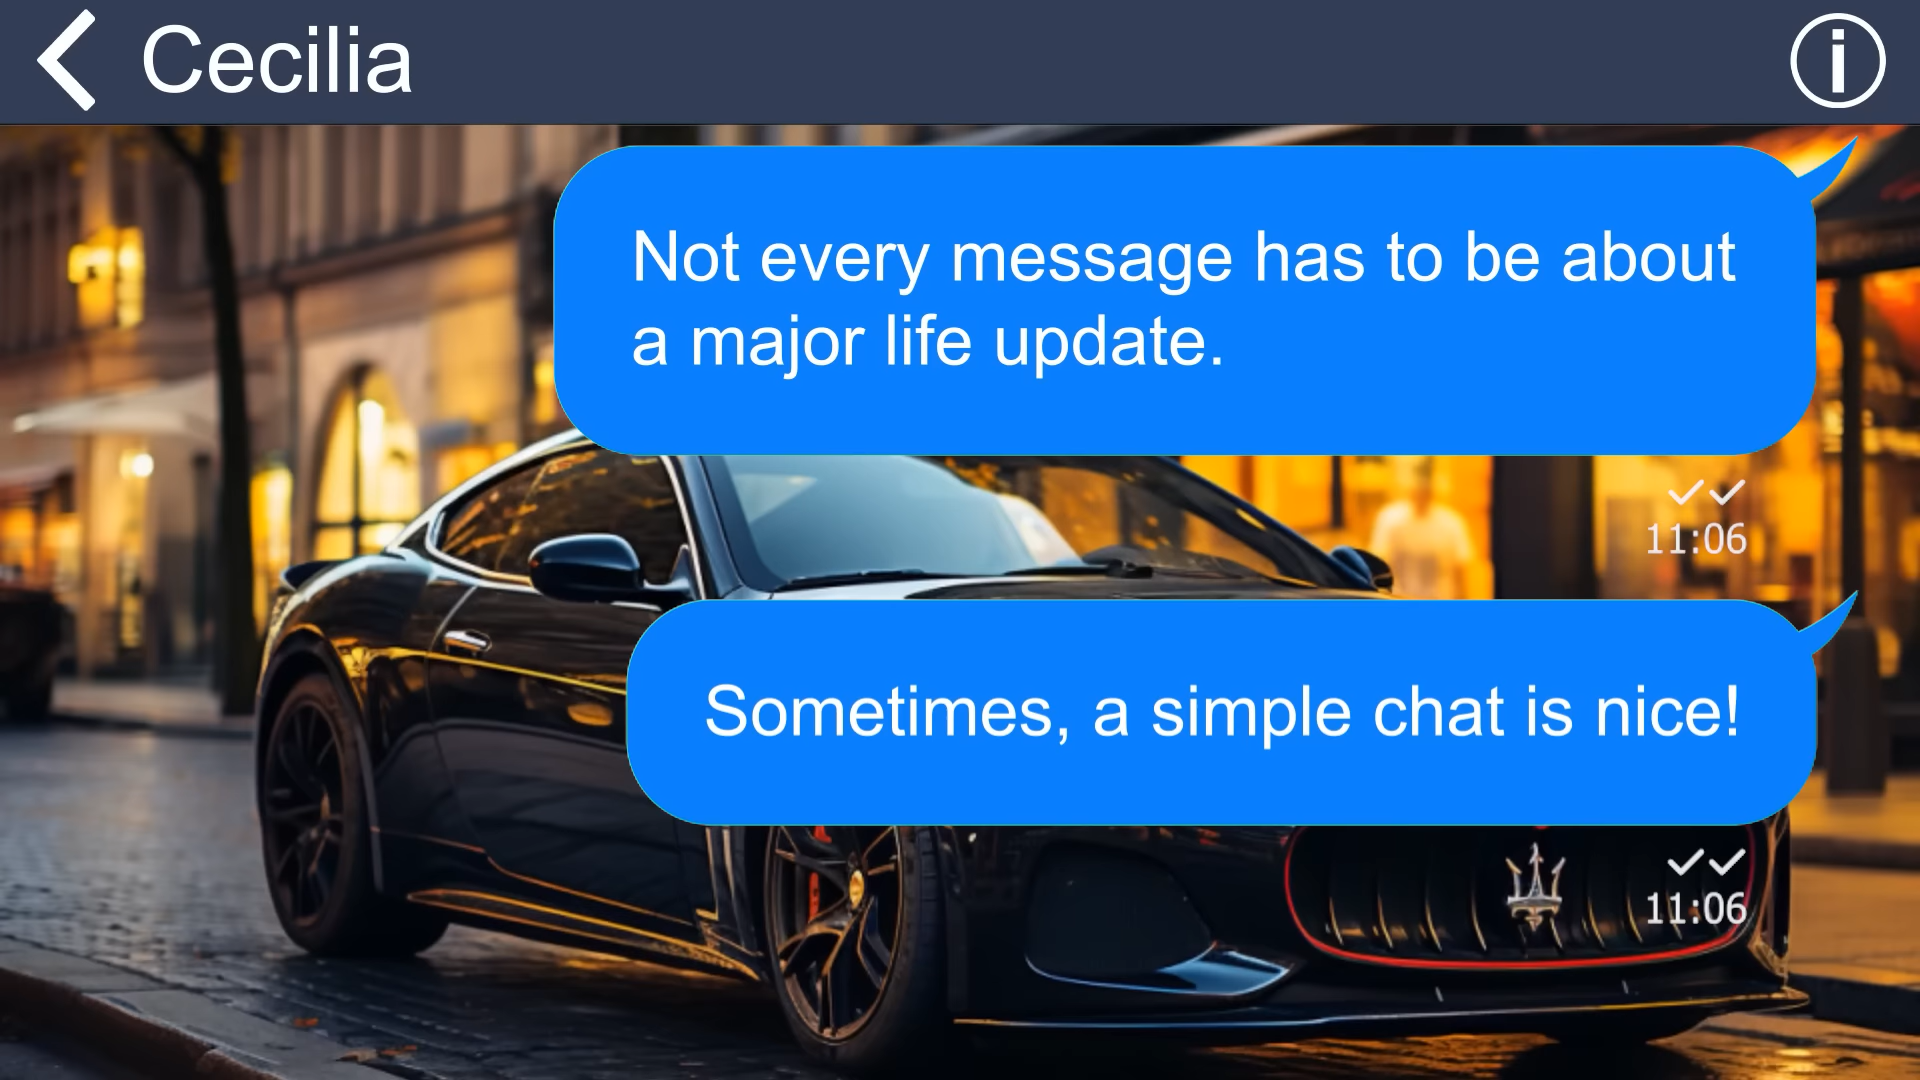 Cecilia
Not every message has to be about
a major life update.
11:06
Sometimes, a simple chat is nice!
11:06